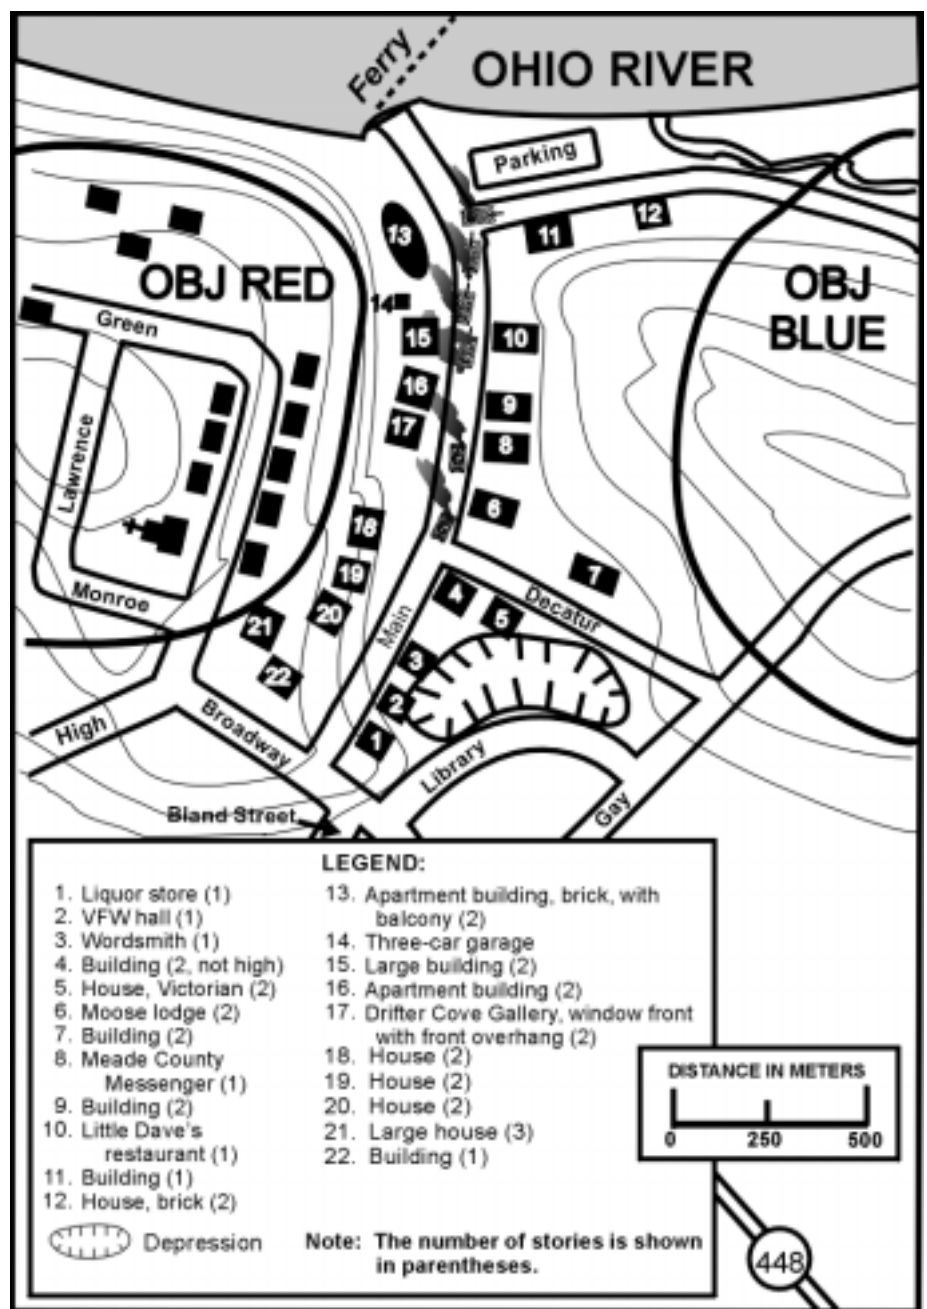 Ferry
OHIO RIVER
Parking
12
11
13
OBJ RED
OBJ
BLUE
14
Green
15
10
16
9
17
8
Lawrence
6
18
7
19
Monroe
4
Decatur
20
5
21
Main
3
22
2
High
Broadway
1
Library
Gay
Bland Street
LEGEND:
1. Liquor store (1)
2. VFW hall (1)
3. Wordsmith (1)
4. Building (2, not high)
5. House, Victorian (2)
6. Moose lodge (2)
7. Building (2)
8. Meade County
Messenger (1)
9. Building (2)
10. Little Dave's
restaurant (1)
11. Building (1)
12. House, brick (2)
13. Apartment building, brick, with
balcony (2)
14. Three-car garage
15. Large building (2)
16. Apartment building (2)
17. Drifter Cove Gallery, window front
with front overhang (2)
18. House (2)
19. House (2)
20. House (2)
21. Large house (3)
22. Building (1)
Depression
Note: The number of stories is shown
in parentheses.
DISTANCE IN METERS
0 250 500
448